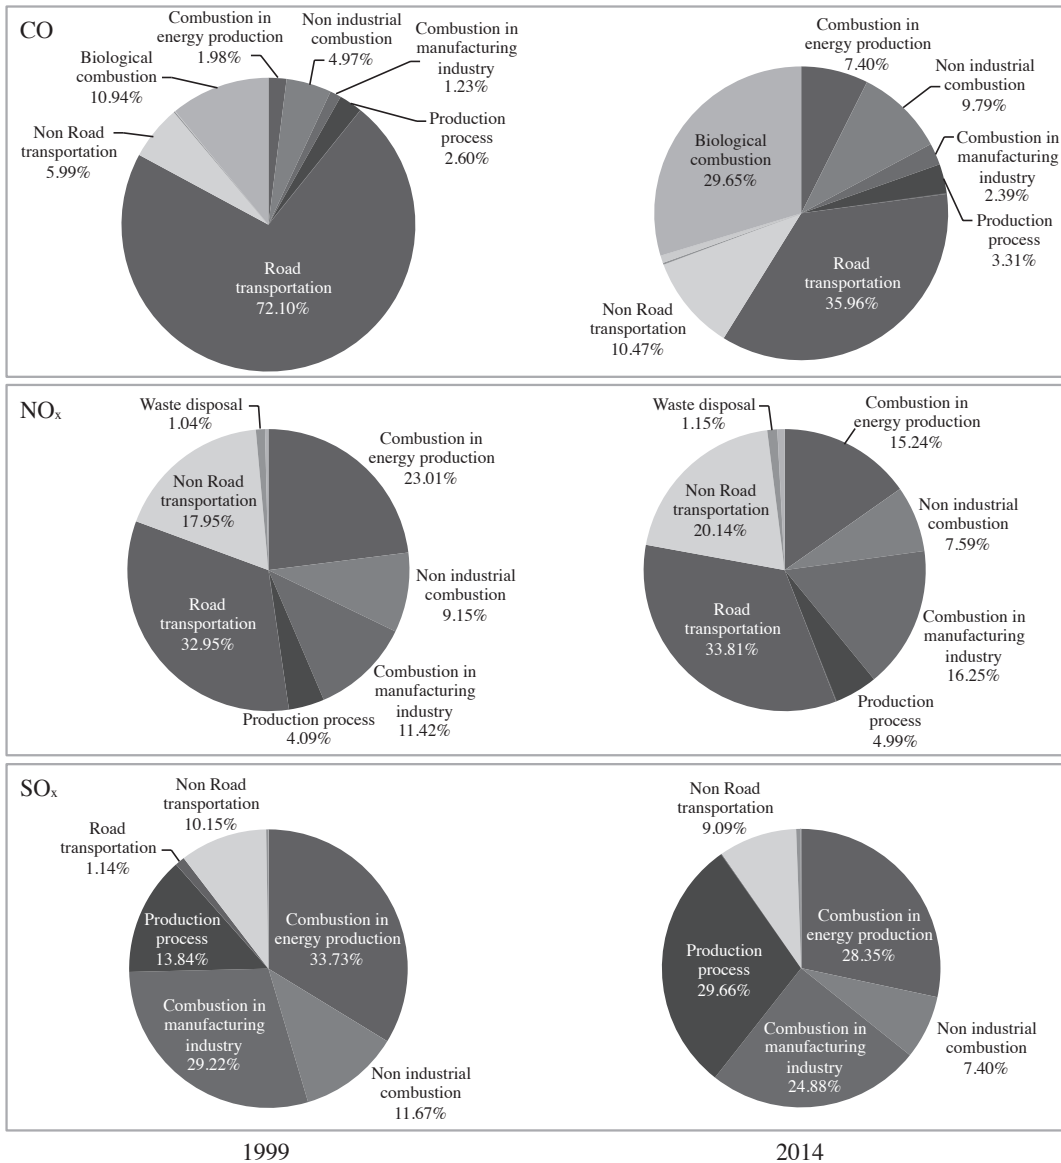 CO
Combustion in
energy production
1.98%
Non industrial
combustion
4.97%
Combustion in
manufacturing
industry
1.23%
Production
process
2.60%
Road
transportation
72.10%
Non Road
transportation
5.99%
Biological
combustion
10.94%
Combustion in
energy production
7.40%
Non industrial
combustion
9.79%
Combustion in
manufacturing
industry
2.39%
Production
process
3.31%
Road
transportation
35.96%
Non Road
transportation
10.47%
Biological
combustion
29.65%
NOx
Waste disposal
1.04%
Combustion in
energy production
23.01%
Non industrial
combustion
9.15%
Combustion in
manufacturing
industry
11.42%
Production process
4.09%
Road
transportation
32.95%
Non Road
transportation
17.95%
Waste disposal
1.15%
Combustion in
energy production
15.24%
Non industrial
combustion
7.59%
Combustion in
manufacturing
industry
16.25%
Production
process
4.99%
Road
transportation
33.81%
Non Road
transportation
20.14%
SOx
Non Road
transportation
10.15%
Road
transportation
1.14%
Production
process
13.84%
Combustion in
energy production
33.73%
Combustion in
manufacturing
industry
29.22%
Non industrial
combustion
11.67%
Non Road
transportation
9.09%
Combustion in
energy production
28.35%
Production
process
29.66%
Non industrial
combustion
7.40%
Combustion in
manufacturing
industry
24.88%
1999
2014